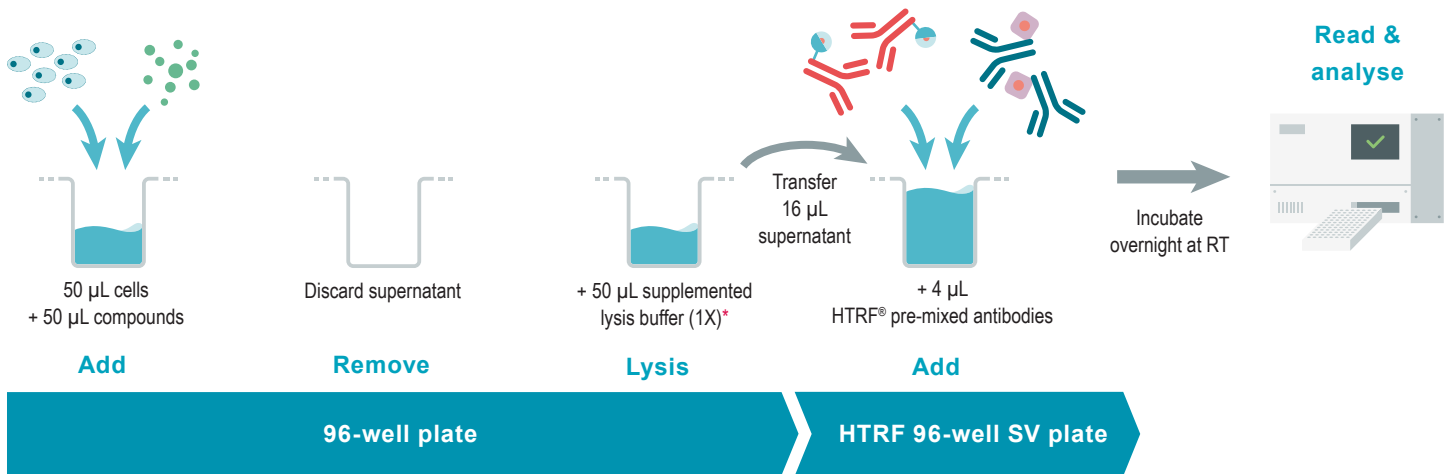 50 µL cells
+ 50 µL compounds
Add
Discard supernatant
Remove
+ 50 µL supplemented
lysis buffer (1X)*
Lysis
Transfer
16 µL
supernatant
+ 4 µL
HTRF® pre-mixed antibodies
Add
Incubate
overnight at RT
Read &
analyse
96-well plate
HTRF 96-well SV plate